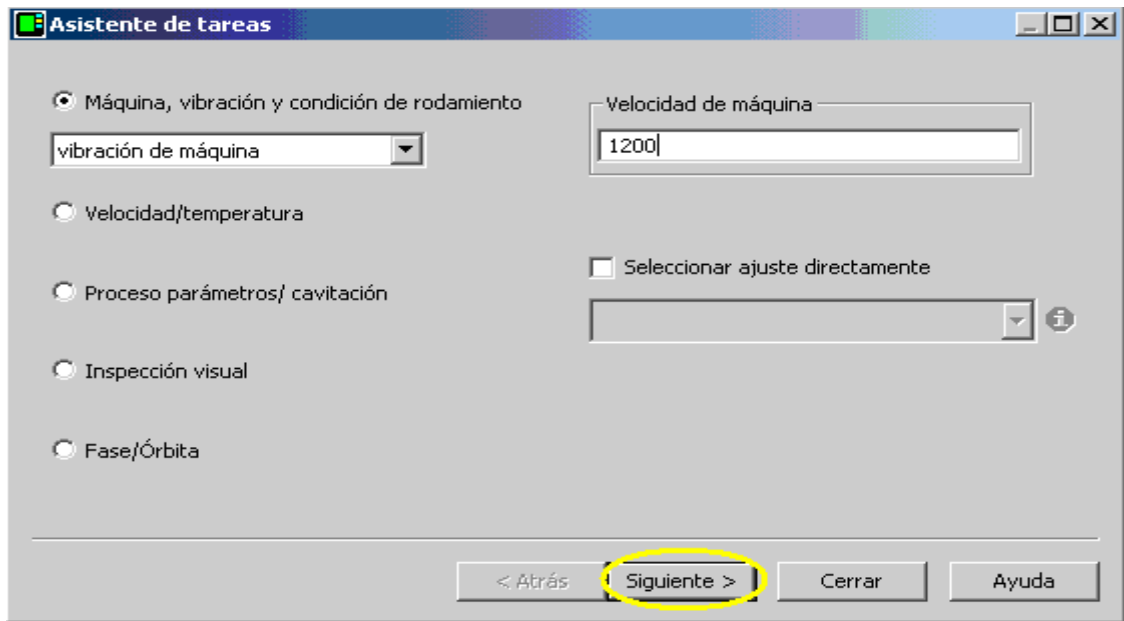 Asistente de tareas
Máquina, vibración y condición de rodamiento
Velocidad de máquina
vibración de máquina
1200
Velocidad/temperatura
Seleccionar ajuste directamente
Proceso parámetros/ cavitación
Inspección visual
Fase/Órbita
< Atrás
Siguiente >
Cerrar
Ayuda